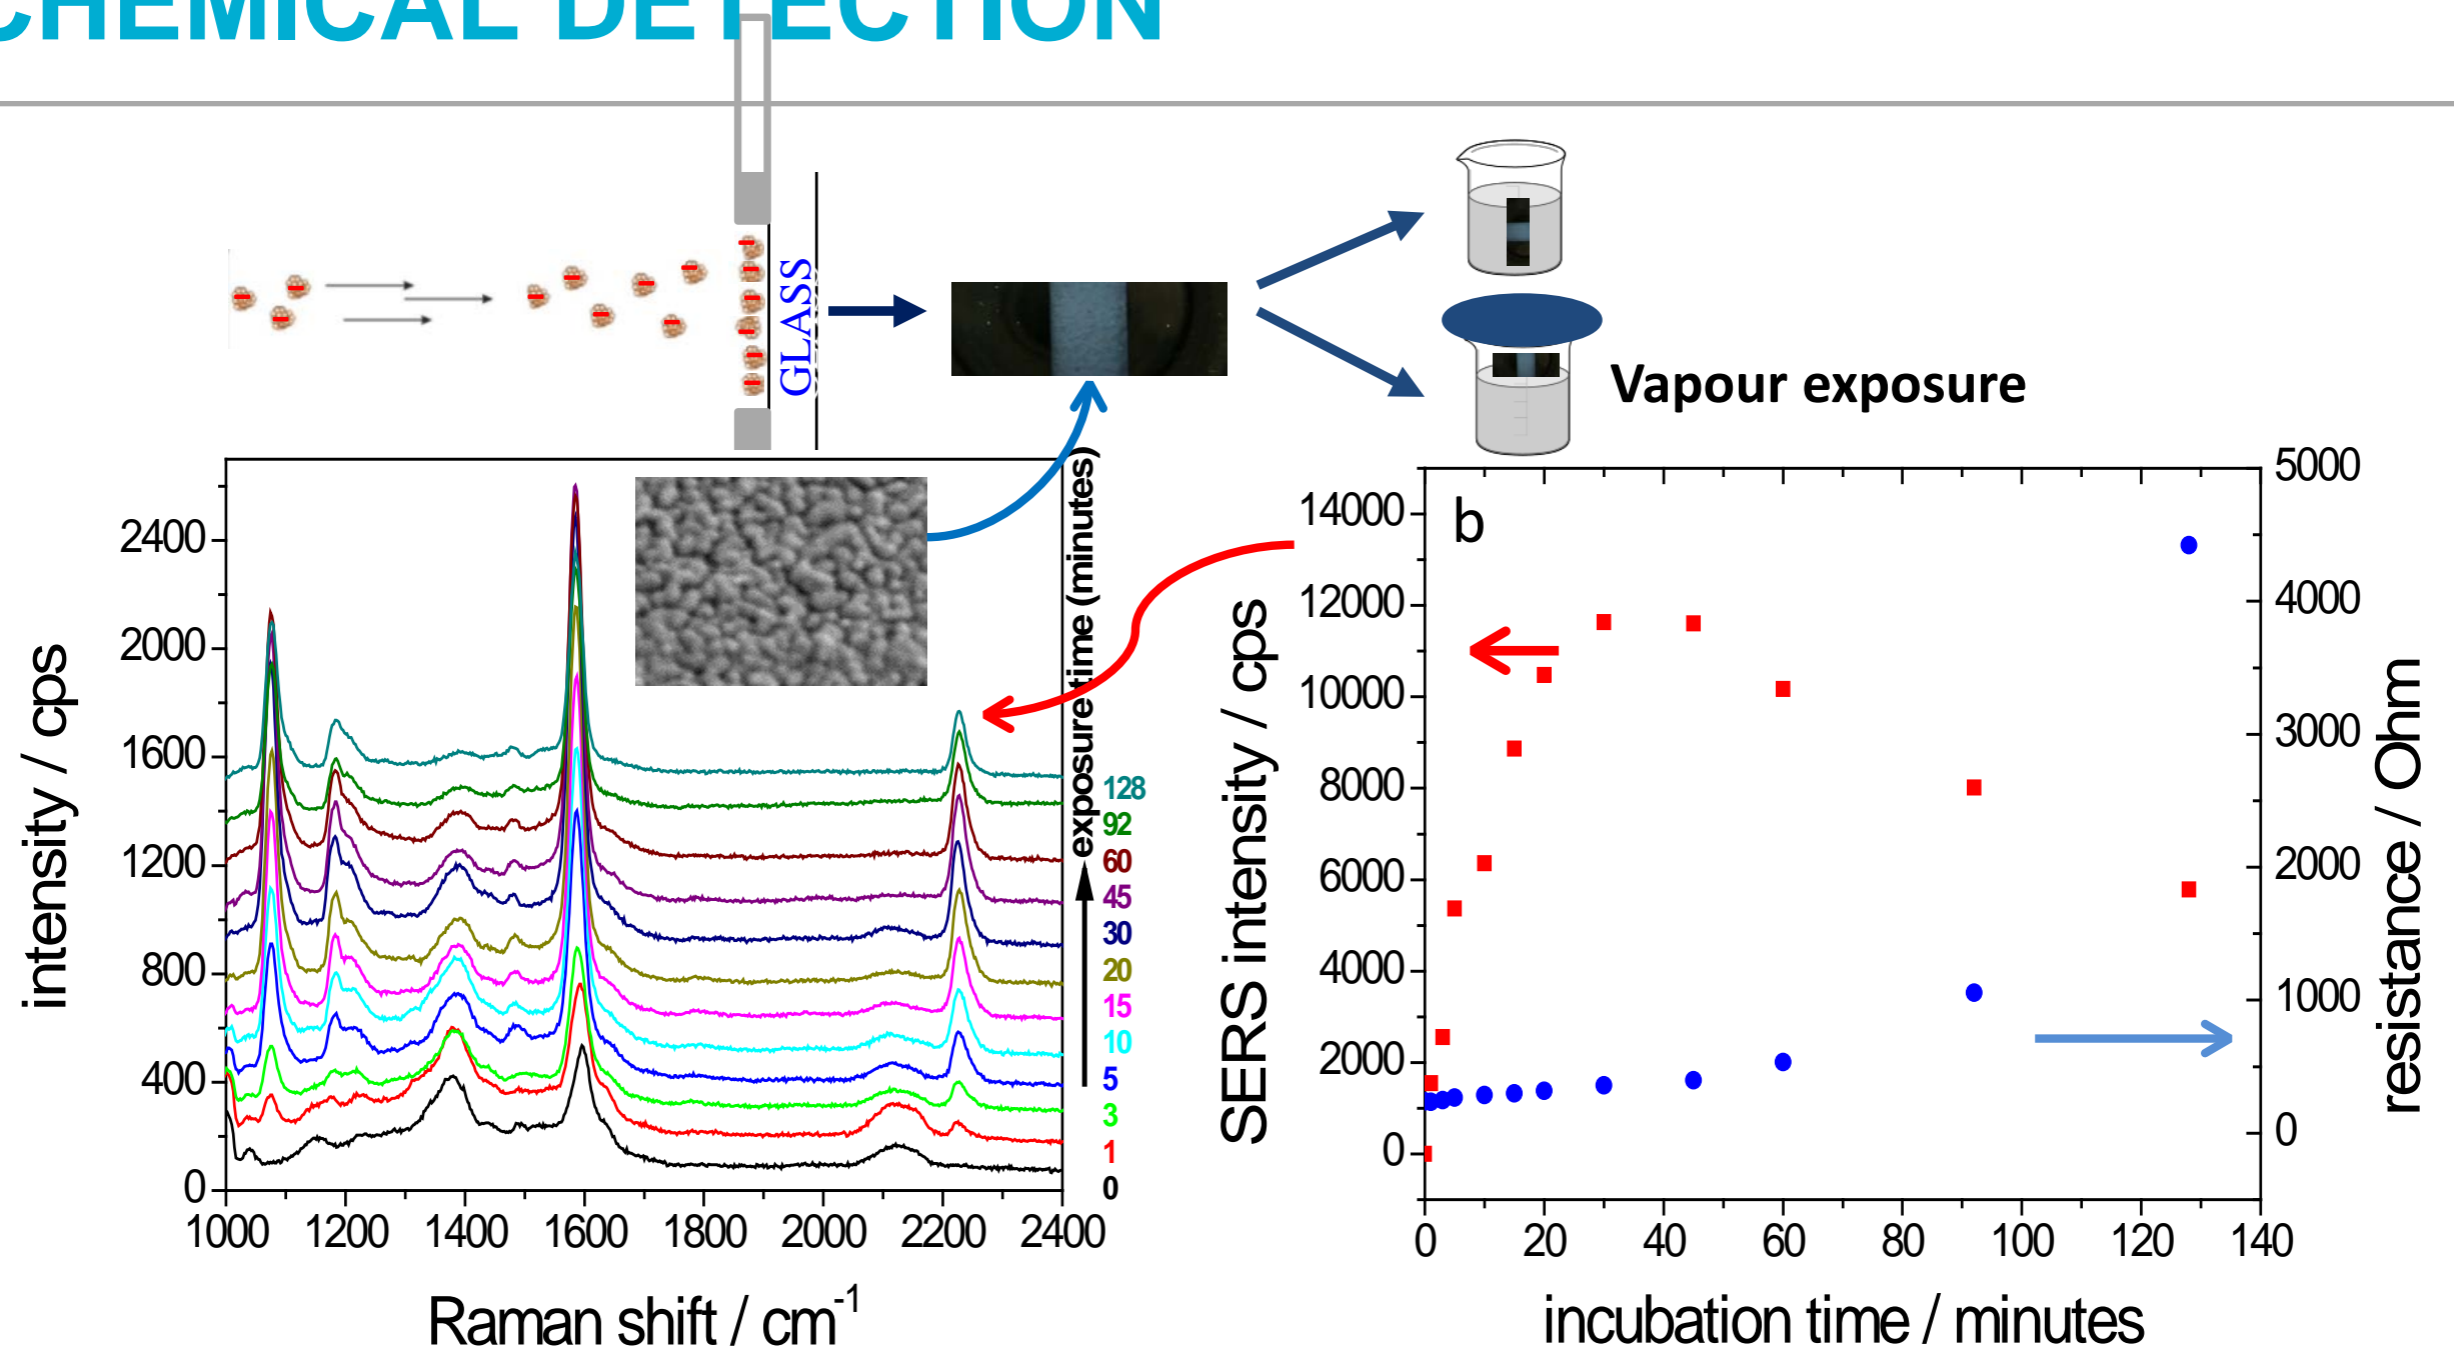 CHEMICAL DETECTION
GLASS
Vapour exposure
intensity / cps
2400
2000
1600
1200
800
400
0
1000 1200 1400 1600 1800 2000 2200 2400
Raman shift / cm-1
exposure time (minutes)
128
92
60
45
30
20
15
10
5
3
1
0
b
SERS intensity / cps
14000
12000
10000
8000
6000
4000
2000
0
0 20 40 60 80 100 120 140
incubation time / minutes
5000
4000
3000
2000
1000
0
resistance / Ohm